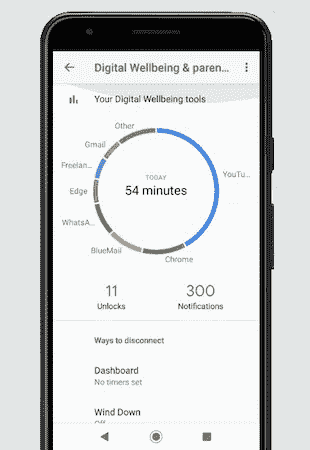 Digital Wellbeing & paren...
Your Digital Wellbeing tools
Other
Gmail
Freelan...
Edge
WhatsA...
BlueMail
Chrome
YouTu...
TODAY
54 minutes
11
Unlocks
300
Notifications
Ways to disconnect
Dashboard
No timers set
Wind Down
Off